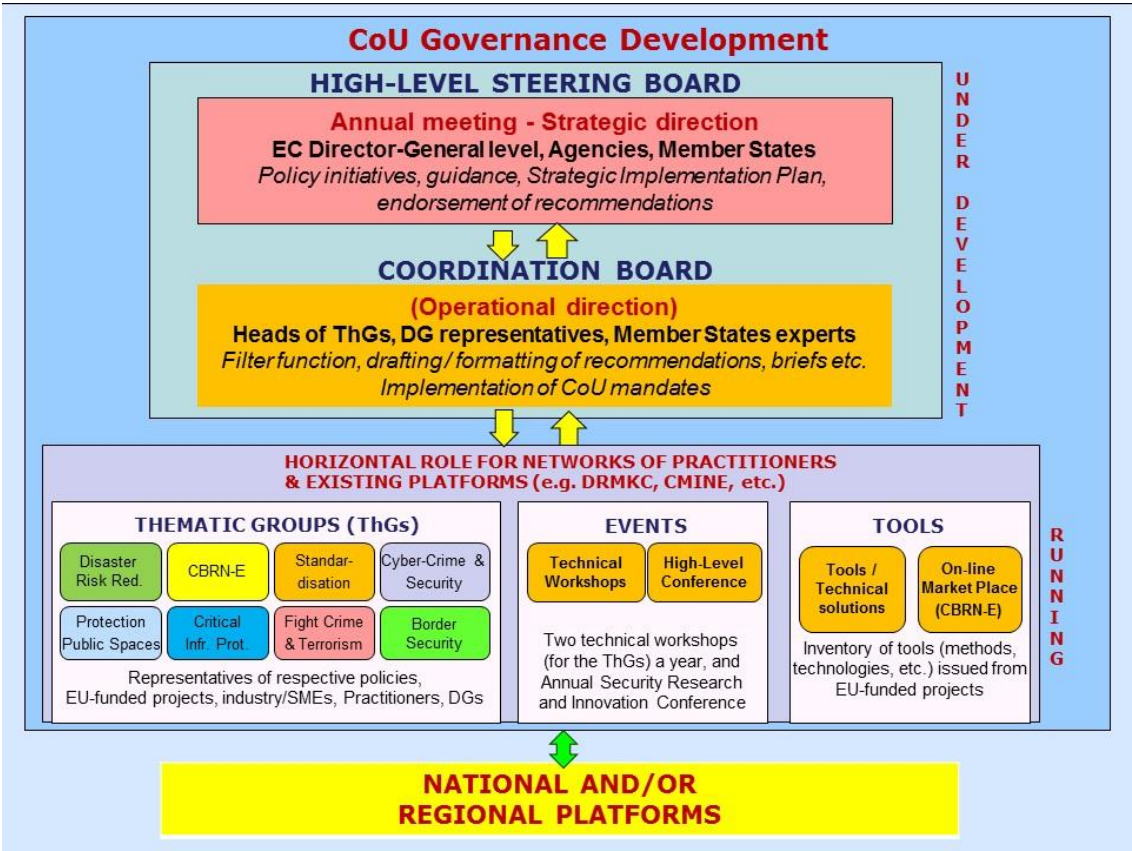 CoU Governance Development
HIGH-LEVEL STEERING BOARD
Annual meeting - Strategic direction
EC Director-General level, Agencies, Member States
Policy initiatives, guidance, Strategic Implementation Plan,
endorsement of recommendations
COORDINATION BOARD
(Operational direction)
Heads of ThGs, DG representatives, Member States experts
Filter function, drafting / formatting of recommendations, briefs etc.
Implementation of CoU mandates
UNDER DEVELOPMENT
HORIZONTAL ROLE FOR NETWORKS OF PRACTITIONERS
& EXISTING PLATFORMS (e.g. DRMKC, CMINE, etc.)
THEMATIC GROUPS (ThGs)
Disaster
Risk Red.
CBRN-E
Standar-
disation
Cyber-Crime &
Security
Protection
Public Spaces
Critical
Infr. Prot.
Fight Crime
& Terrorism
Border
Security
Representatives of respective policies,
EU-funded projects, industry/SMEs, Practitioners, DGs
EVENTS
Technical
Workshops
High-Level
Conference
Two technical workshops
(for the ThGs) a year, and
Annual Security Research
and Innovation Conference
TOOLS
Tools /
Technical
solutions
On-line
Market Place
(CBRN-E)
Inventory of tools (methods,
technologies, etc.) issued from
EU-funded projects
RUNNING
NATIONAL AND/OR
REGIONAL PLATFORMS